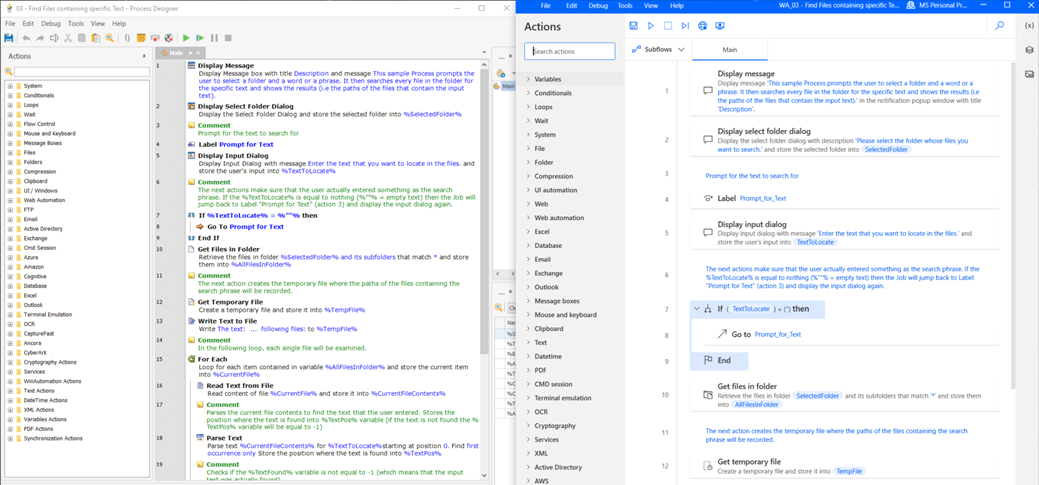 03 - Find Files containing specific Text - Process Designer
File Edit Debug Tools View Help
Actions
System
Conditionals
Loops
Wait
Flow Control
Mouse and Keyboard
Message Boxes
Files
Folders
Compression
Clipboard
UI / Windows
Web Automation
FTP
Email
Active Directory
Exchange
Cmd Session
Azure
Amazon
Cognitive
Database
Excel
Outlook
Terminal Emulation
OCR
CaptureFast
Ancora
CyberArk
Cryptography Actions
Services
WinAutomation Actions
Text Actions
DateTime Actions
XML Actions
Variables Actions
PDF Actions
Synchronization Actions
Main
1 Display Message
Display Message box with title Description and message This sample Process prompts the
user to select a folder and a word or a phrase. It then searches every file in the folder
for the specific text and shows the results (i.e the paths of the files that contain the input
text).
2 Display Select Folder Dialog
Display the Select Folder Dialog and store the selected folder into %SelectedFolder%
3 Comment
Prompt for the text to search for
4 Label Prompt for Text
5 Display Input Dialog
Display Input Dialog with message Enter the text that you want to locate in the files. and
store the user's input into %TextToLocate%
6 Comment
The next actions make sure that the user actually entered something as the search
phrase. If the %TextToLocate% is equal to nothing (%""% = empty text) then the Job will
jump back to Label "Prompt for Text" (action 3) and display the input dialog again.
7 If %TextToLocate% = %""% then
8 Go To Prompt for Text
9 End If
10 Get Files in Folder
Retrieve the files in folder %SelectedFolder% and its subfolders that match * and store
them into %AllFilesInFolder%
11 Comment
The next action creates the temporary file where the paths of the files containing the
search phrase will be recorded.
12 Get Temporary File
Create a temporary file and store it into %TempFile%
13 Write Text to File
Write The text: ... following files: to %TempFile%
14 Comment
In the following loop, each single file will be examined.
15 For Each
Loop for each item contained in variable %AllFilesInFolder% and store the current item
into %CurrentFile%
16 Read Text from File
Read content of file %CurrentFile% and store it into %CurrentFileContents%
17 Comment
Parses the current file contents to find the text that the user entered. Stores the
position where the text is found into %TextPos% variable (if the text is not found the %
TextPos% variable will be equal to -1)
18 Parse Text
Parse text %CurrentFileContents% for %TextToLocate%starting at position 0. Find first
occurrence only Store the position where the text is found into %TextPos%.
19 Comment
Checks if the %TextFound% variable is not equal to -1 (which means that the input
text was actually found)
Main
File Edit Debug Tools View Help
WA_03 - Find Files containing specific Text...
MS Personal Pr...
Actions
Search actions
Variables
Conditionals
Loops
Wait
System
File
Folder
Compression
UI automation
Web
Web automation
Excel
Database
Email
Exchange
Outlook
Message boxes
Mouse and keyboard
Clipboard
Text
Datetime
PDF
CMD session
Terminal emulation
OCR
Cryptography
Services
XML
Active Directory
AWS
Subflows
Main
{x}
1 Display message
Display message 'This sample Process prompts the user to select a folder and a word or a
phrase. It then searches every file in the folder for the specific text and shows the results (i.e
the paths of the files that contain the input text).' in the notification popup window with title
'Description'.
2 Display select folder dialog
Display the select folder dialog with description 'Please select the folder whose files you
want to search.' and store the selected folder into SelectedFolder
3 Prompt for the text to search for
4 Label Prompt_for_Text
5 Display input dialog
Display input dialog with message 'Enter the text that you want to locate in the files.' and
store the user's input into TextToLocate
6 The next actions make sure that the user actually entered something as the search phrase. If the
%TextToLocate% is equal to nothing (%""% = empty text) then the Job will jump back to Label
"Prompt for Text" (action 3) and display the input dialog again.
7 If ( TextToLocate ) = ('') then
8 Go to Prompt_for_Text
9 End
10 Get files in folder
Retrieve the files in folder SelectedFolder and its subfolders that match '*' and store them
into AllFilesInFolder
11 The next action creates the temporary file where the paths of the files containing the search
phrase will be recorded.
12 Get temporary file
Create a temporary file and store it into TempFile